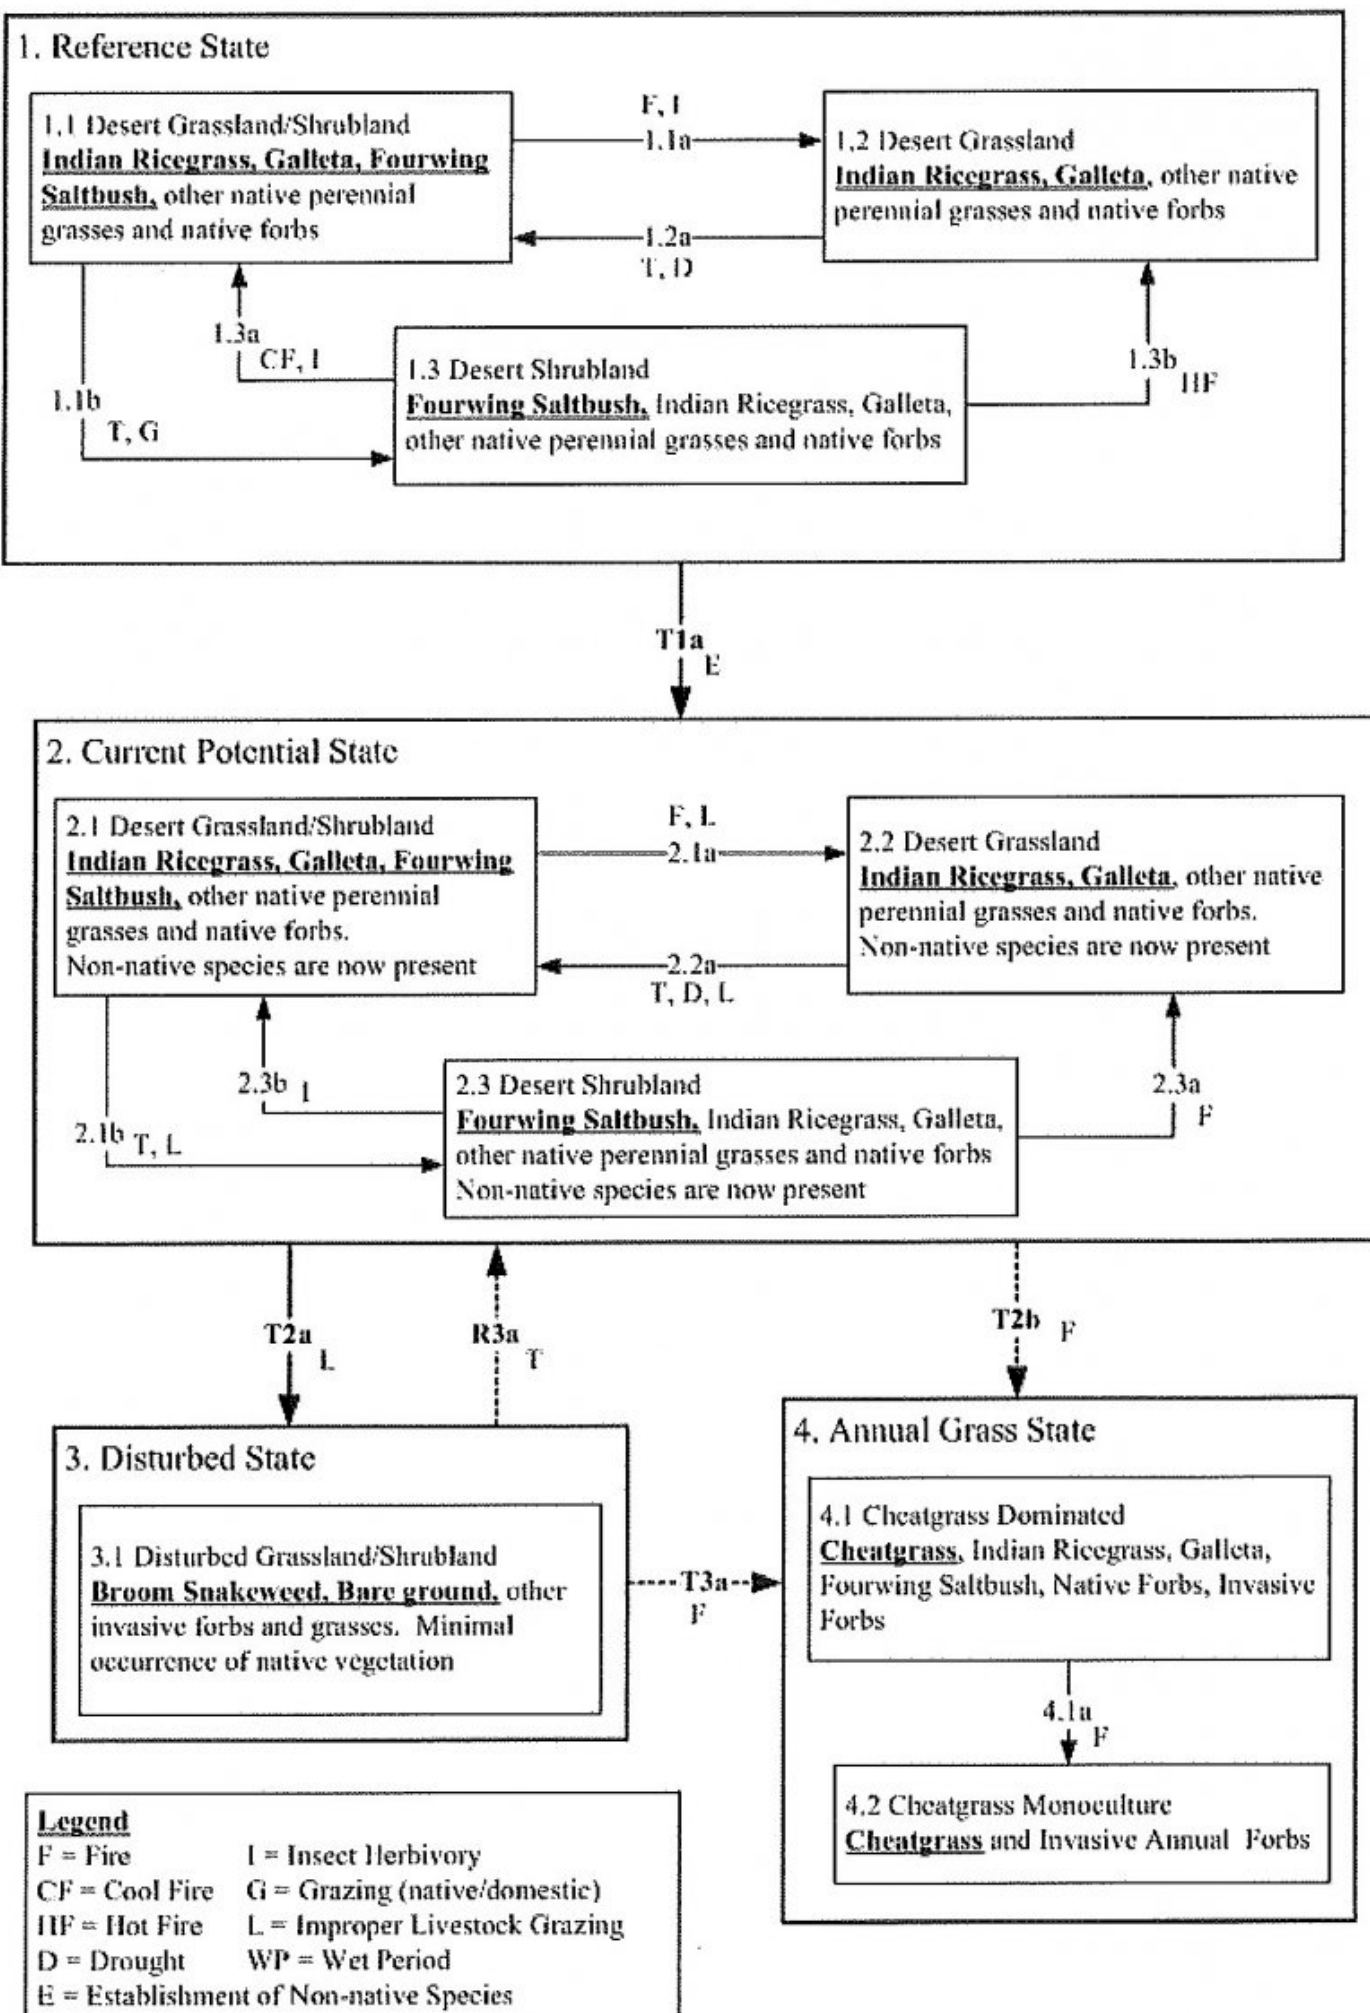 1. Reference State
1.1 Desert Grassland/Shrubland
Indian Ricegrass, Galleta, Fourwing
Saltbush, other native perennial
grasses and native forbs
F, I
1.1a
1.2 Desert Grassland
Indian Ricegrass, Galleta, other native
perennial grasses and native forbs
1.2a
T, D
1.3a
CF, I
1.3 Desert Shrubland
Fourwing Saltbush, Indian Ricegrass, Galleta,
other native perennial grasses and native forbs
1.3b
HF
1.1b
T, G
T1a
E
2. Current Potential State
2.1 Desert Grassland/Shrubland
Indian Ricegrass, Galleta, Fourwing
Saltbush, other native perennial
grasses and native forbs.
Non-native species are now present
F, L
2.1a
2.2 Desert Grassland
Indian Ricegrass, Galleta, other native
perennial grasses and native forbs.
Non-native species are now present
2.2a
T, D, L
2.3b
I
2.3 Desert Shrubland
Fourwing Saltbush, Indian Ricegrass, Galleta,
other native perennial grasses and native forbs
Non-native species are now present
2.3a
F
2.1b
T, L
T2a
L
R3a
T
T2b
F
3. Disturbed State
3.1 Disturbed Grassland/Shrubland
Broom Snakeweed, Bare ground, other
invasive forbs and grasses. Minimal
occurrence of native vegetation
T3a
F
4. Annual Grass State
4.1 Cheatgrass Dominated
Cheatgrass, Indian Ricegrass, Galleta,
Fourwing Saltbush, Native Forbs, Invasive
Forbs
4.1a
F
4.2 Cheatgrass Monoculture
Cheatgrass and Invasive Annual Forbs
Legend
F = Fire I = Insect Herbivory
CF = Cool Fire G = Grazing (native/domestic)
HF = Hot Fire L = Improper Livestock Grazing
D = Drought WP = Wet Period
E = Establishment of Non-native Species